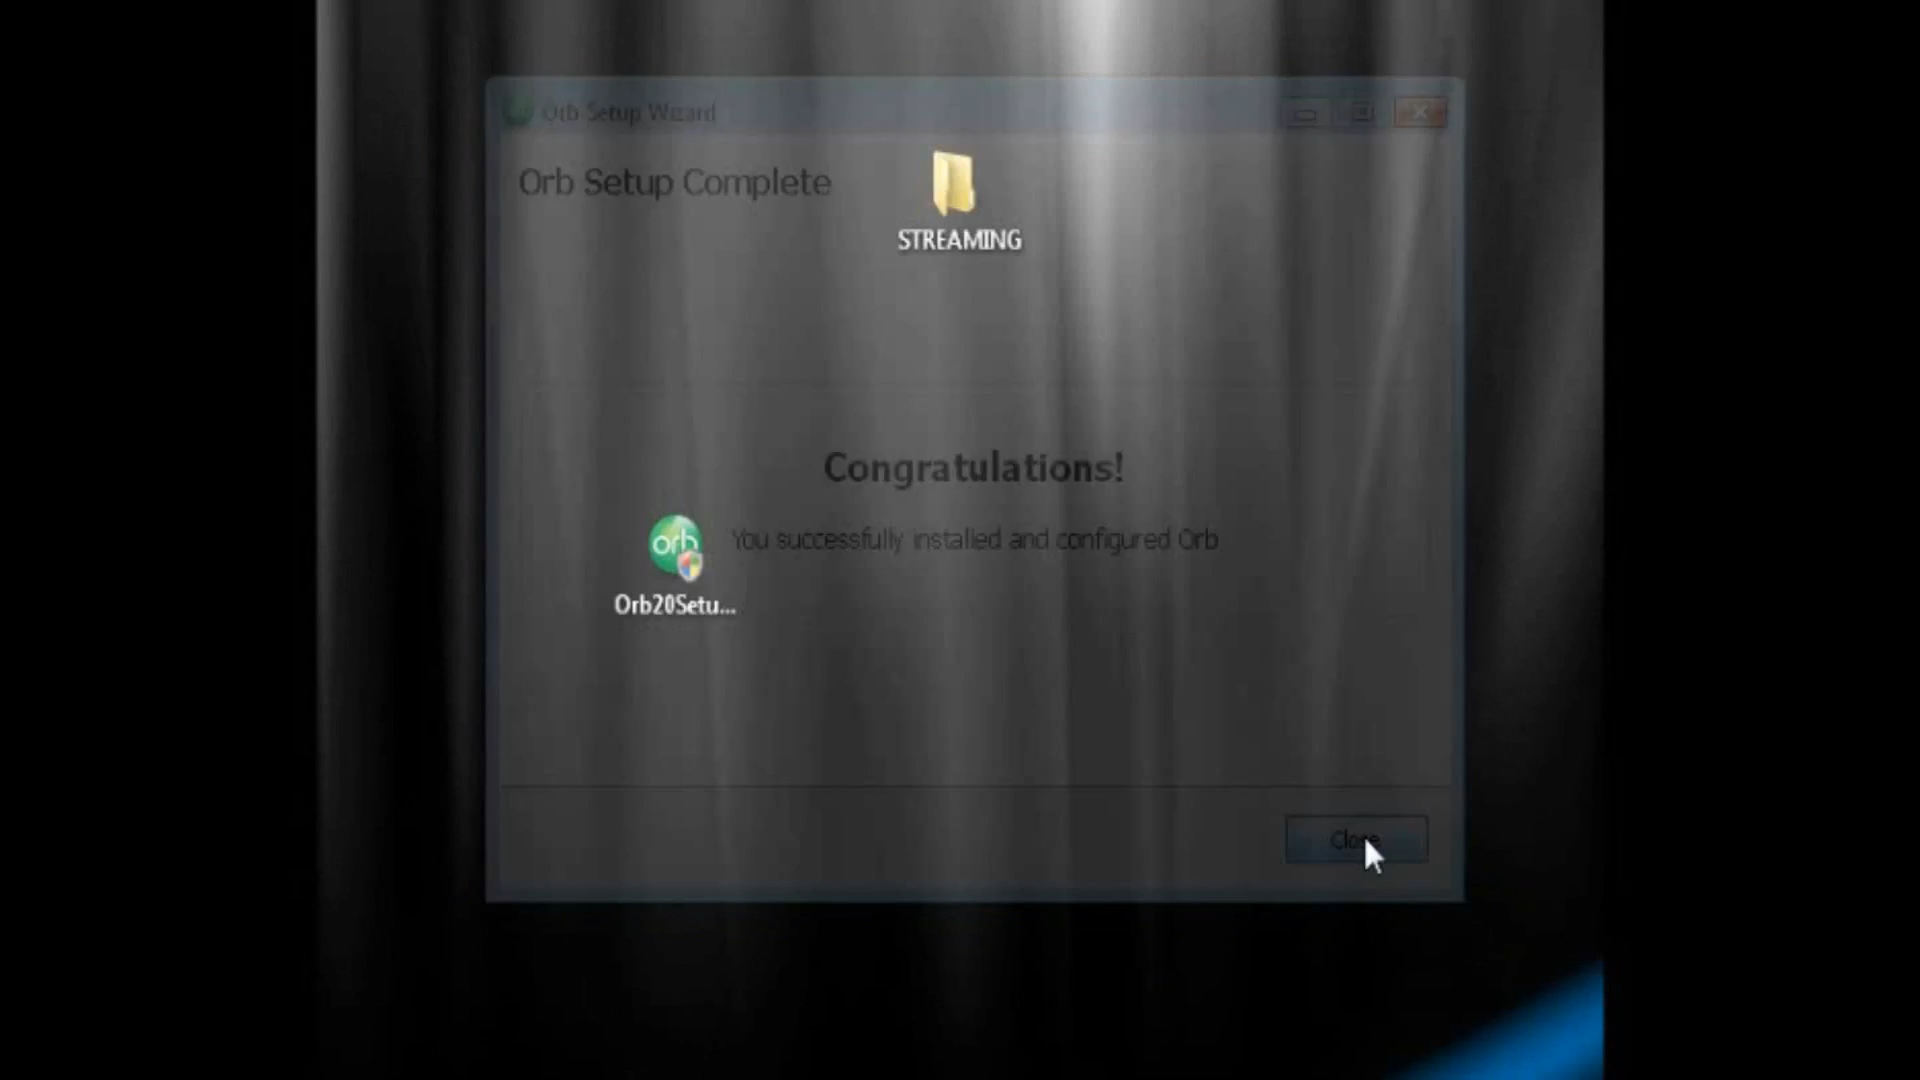 Orb Setup Wizard
Orb Setup Complete
STREAMING
Congratulations!
orb
You successfully installed and configured Orb
Orb20Setu...
Close